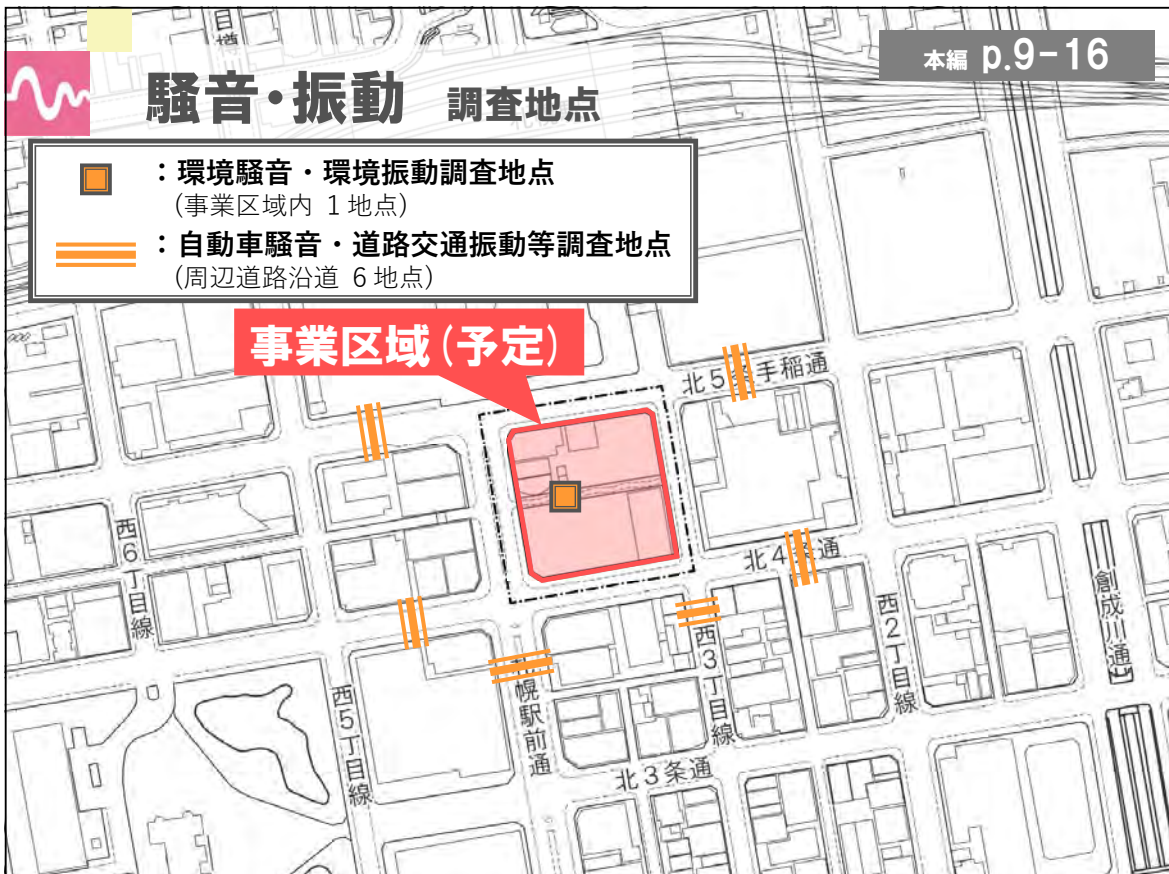 本編 p.9-16
騒音・振動 調査地点
：環境騒音・環境振動調査地点
(事業区域内 1地点)
：自動車騒音・道路交通振動等調査地点
(周辺道路沿道 6地点)
事業区域(予定)
北5条手稲通
北4条通
西6丁目線
西5丁目線
札幌駅前通
西3丁目線
西2丁目線
創成川通
北3条通